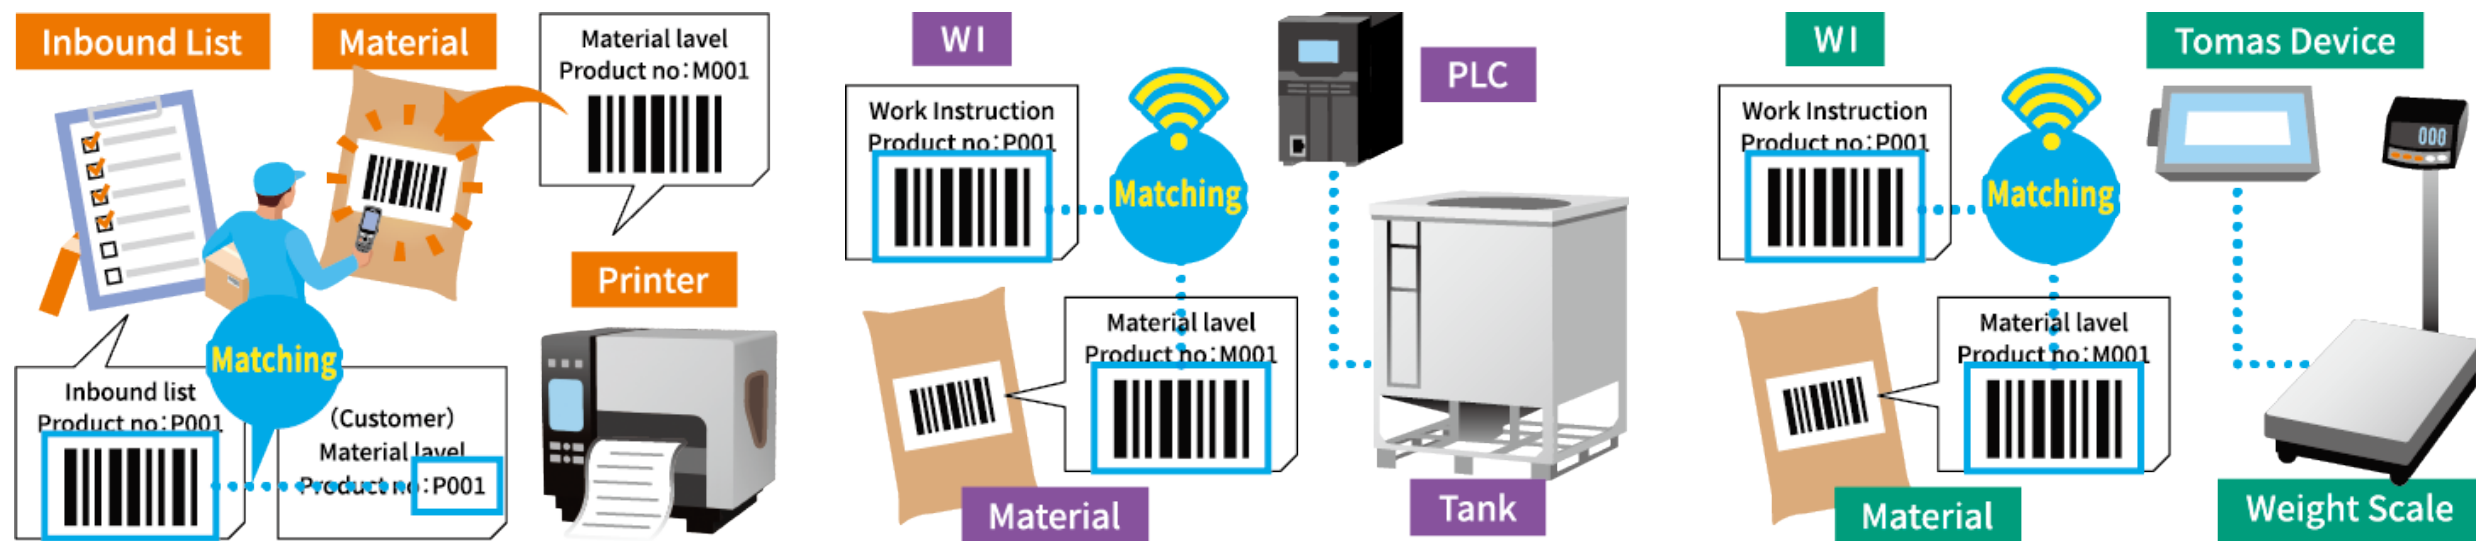 Inbound List
Material
Material lavel
Product no:M001
Printer
Matching
Inbound list
Product no:P001
(Customer)
Material lavel
Product no:P001
WI
Work Instruction
Product no:P001
Matching
PLC
Material lavel
Product no:M001
Material
Tank
WI
Work Instruction
Product no:P001
Matching
Tomas Device
000
Material lavel
Product no:M001
Material
Weight Scale